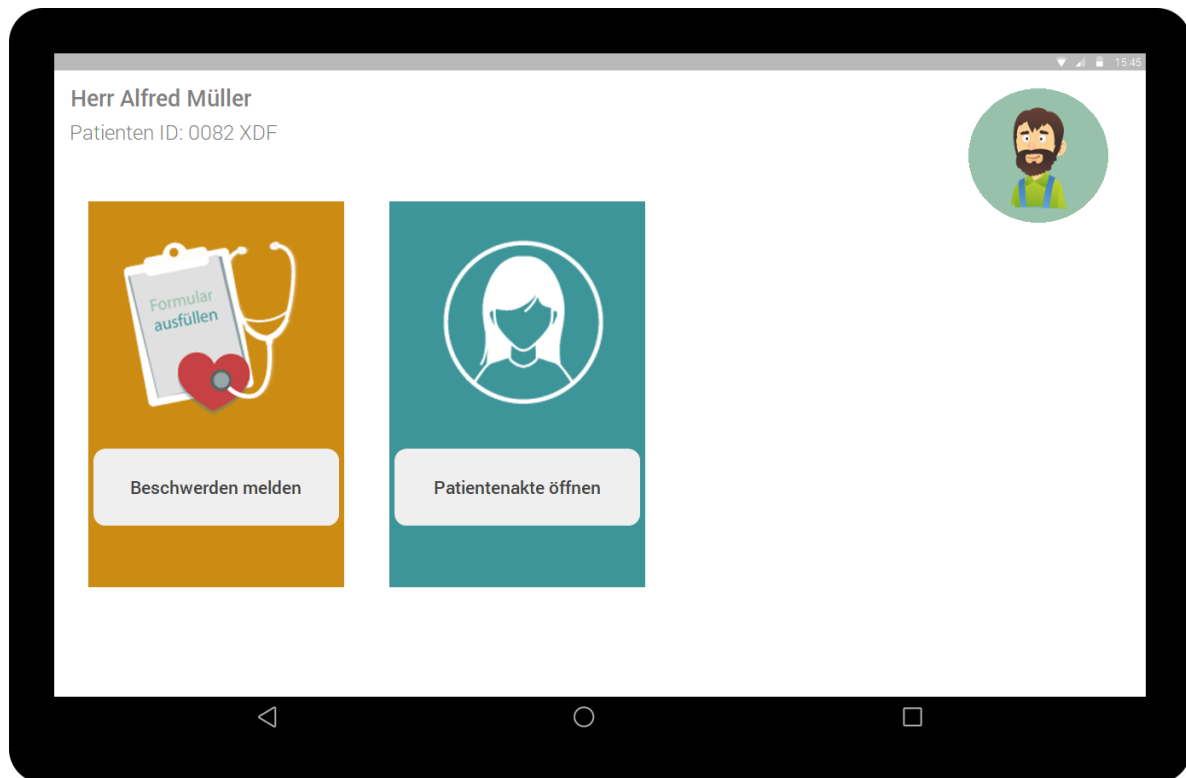 15:45
Herr Alfred Müller
Patienten ID: 0082 XDF
Formular
ausfüllen
Beschwerden melden
Patientenakte öffnen